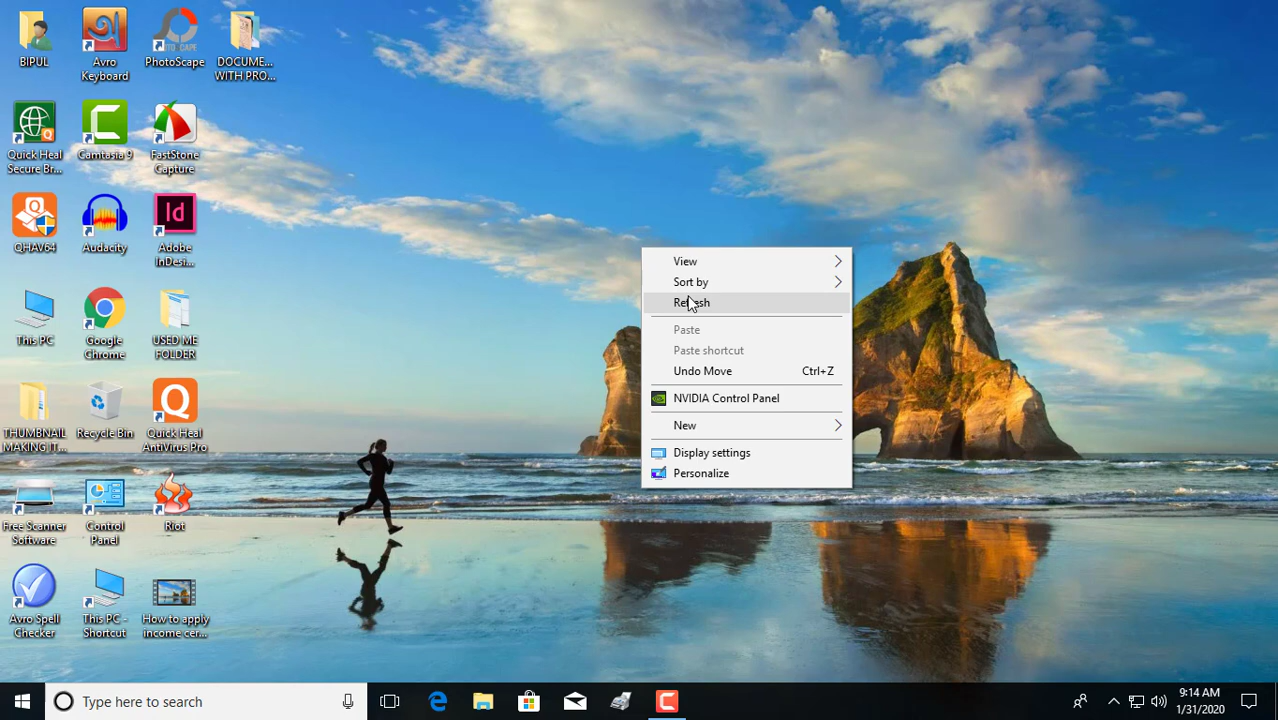 BIPUL
Avro
Keyboard
PhotoScape
DOCUME...
WITH PRO...
Quick Heal
Secure Br...
Camtasia 9
FastStone
Capture
QHAV64
Audacity
Id
Adobe
InDesi...
This PC
Google
Chrome
USED ME
FOLDER
THUMBNAIL
MAKING IT...
Recycle Bin
Quick Heal
AntiVirus Pro
Free Scanner
Software
Control
Panel
Riot
Avro Spell
Checker
This PC -
Shortcut
How to apply
income cer...
View
Sort by
Refresh
Paste
Paste shortcut
Undo Move Ctrl+Z
NVIDIA Control Panel
New
Display settings
Personalize
Type here to search
9:14 AM
1/31/2020